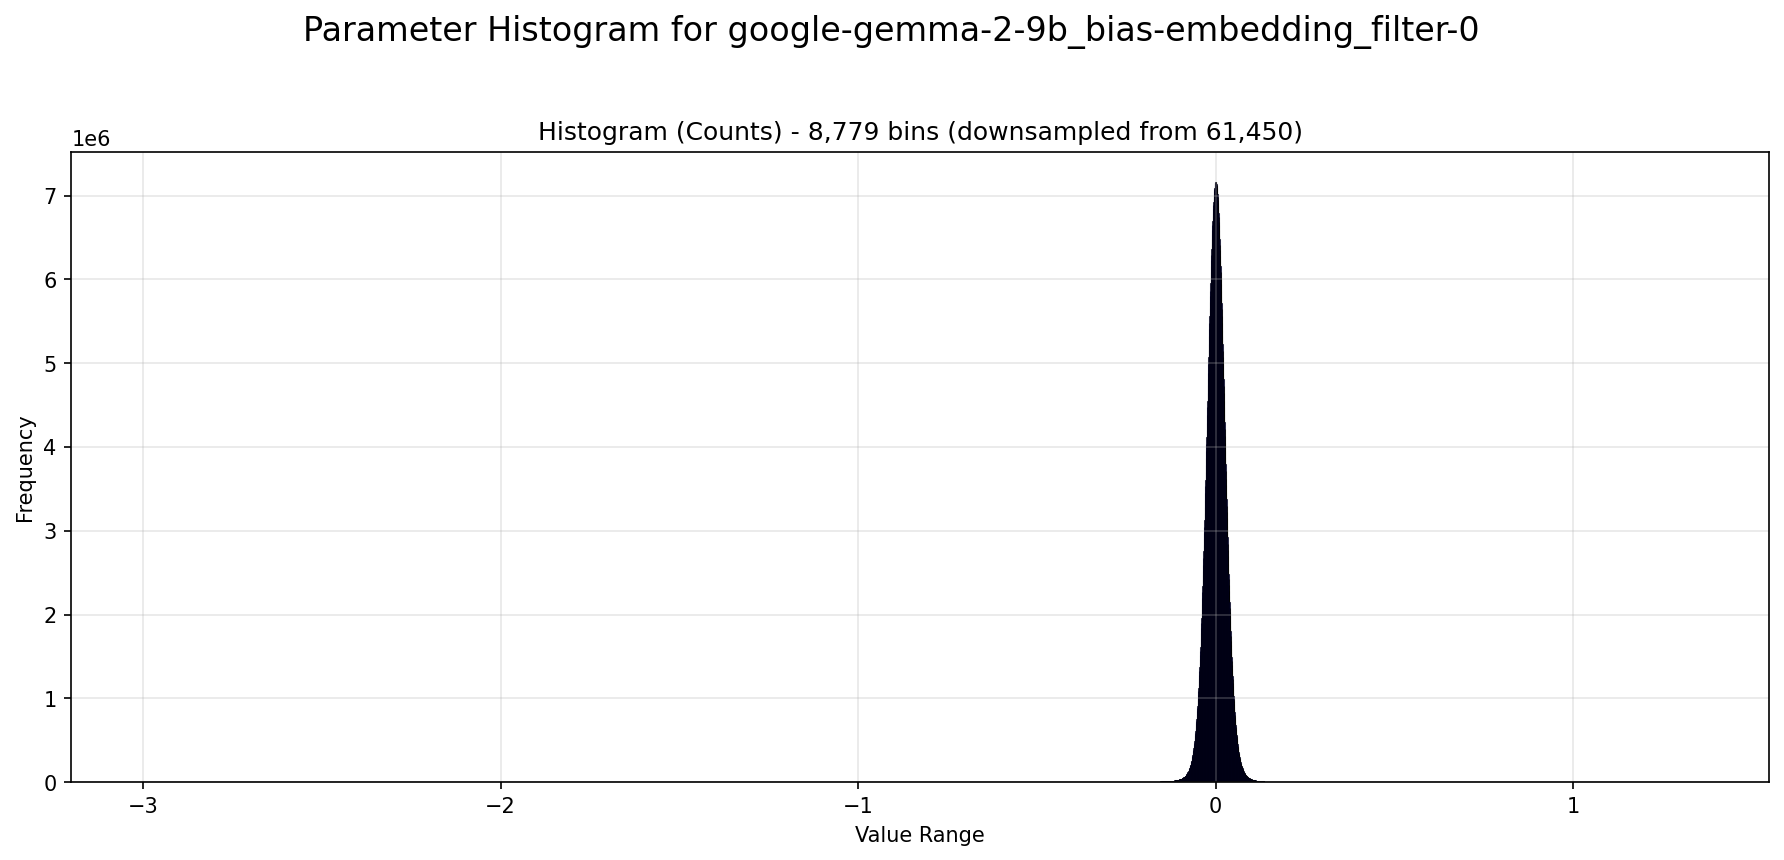 Parameter Histogram for google-gemma-2-9b_bias-embedding_filter-0
Histogram (Counts) - 8,779 bins (downsampled from 61,450)
1e6
7
6
5
4
3
2
1
0
Frequency
−3 −2 −1 0 1
Value Range